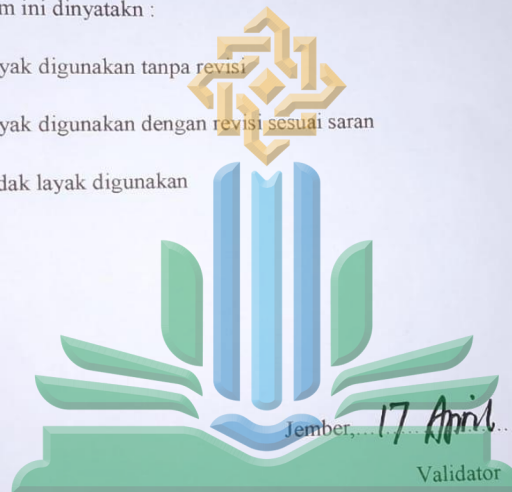 m ini dinyatakn :
yak digunakan tanpa revisi
yak digunakan dengan revisi sesuai saran
dak layak digunakan
Jember,...17 April..
Validator